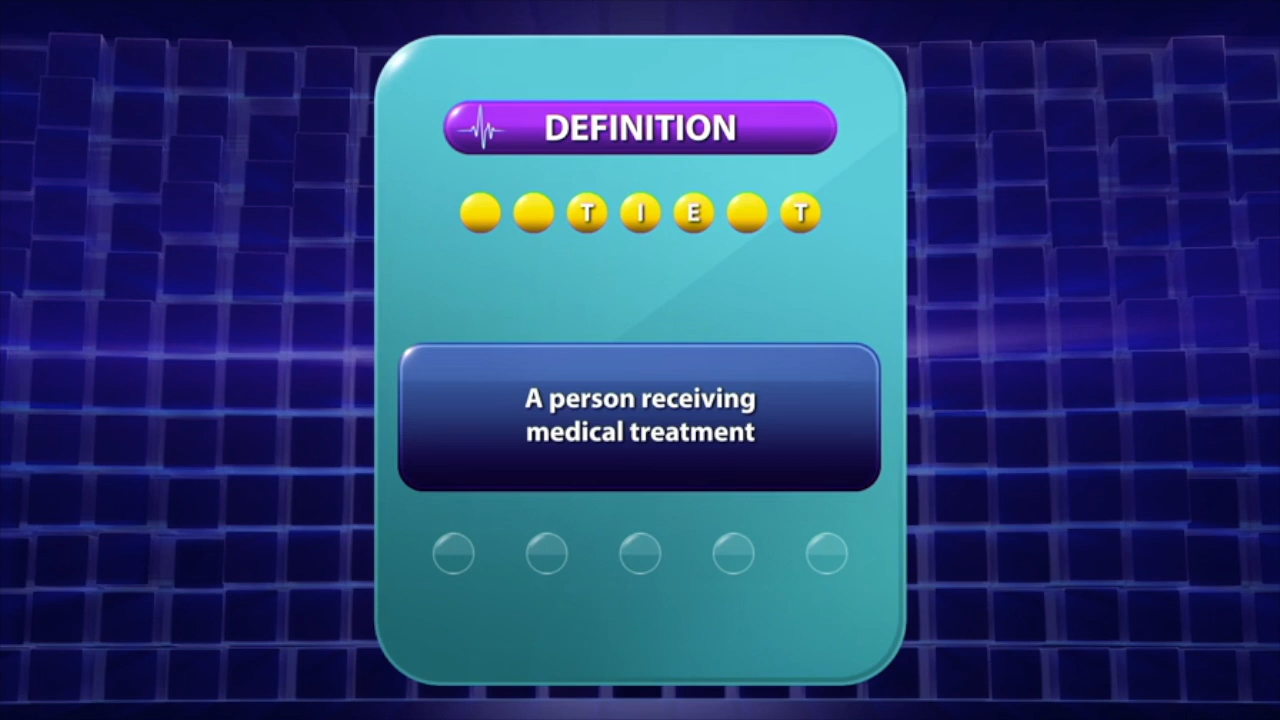 DEFINITION
T I E T
A person receiving
medical treatment